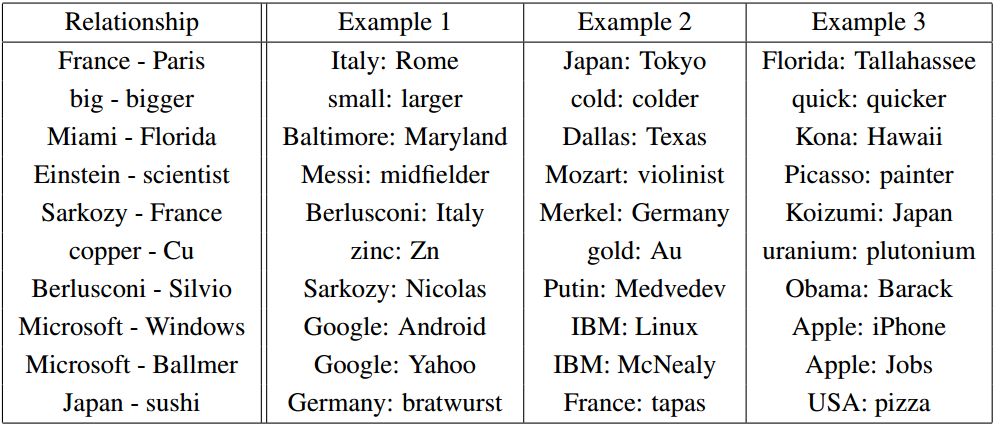 Relationship Example 1 Example 2 Example 3
France - Paris Italy: Rome Japan: Tokyo Florida: Tallahassee
big - bigger small: larger cold: colder quick: quicker
Miami - Florida Baltimore: Maryland Dallas: Texas Kona: Hawaii
Einstein - scientist Messi: midfielder Mozart: violinist Picasso: painter
Sarkozy - France Berlusconi: Italy Merkel: Germany Koizumi: Japan
copper - Cu zinc: Zn gold: Au uranium: plutonium
Berlusconi - Silvio Sarkozy: Nicolas Putin: Medvedev Obama: Barack
Microsoft - Windows Google: Android IBM: Linux Apple: iPhone
Microsoft - Ballmer Google: Yahoo IBM: McNealy Apple: Jobs
Japan - sushi Germany: bratwurst France: tapas USA: pizza